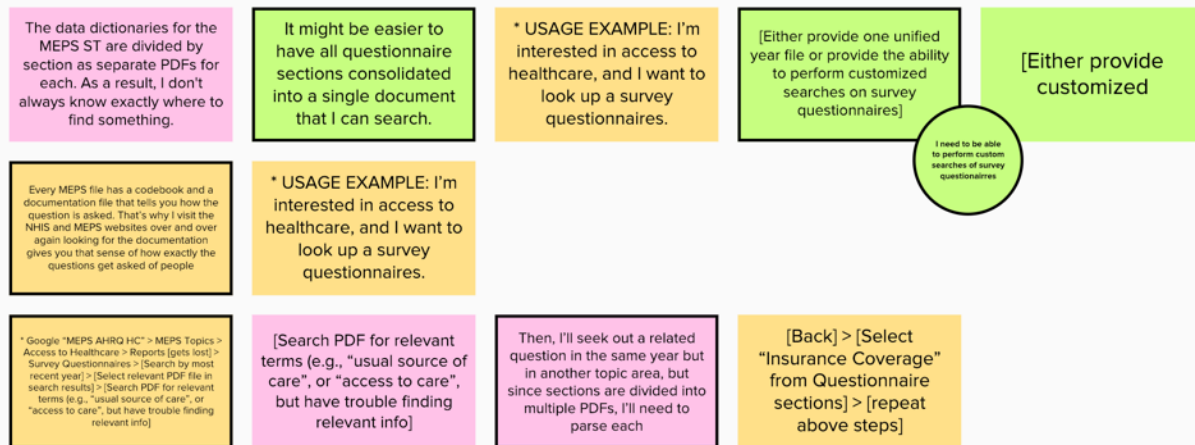 The data dictionaries for the
MEPS ST are divided by
section as separate PDFs for
each. As a result, I don't
always know exactly where to
find something.
It might be easier to
have all questionnaire
sections consolidated
into a single document
that I can search.
* USAGE EXAMPLE: I'm
interested in access to
healthcare, and I want to
look up a survey
questionnaires.
[Either provide one unified
year file or provide the ability
to perform customized
searches on survey
questionnaires]
[Either provide
customized
I need to be able
to perform custom
searches of survey
questionairres
Every MEPS file has a codebook and a
documentation file that tells you how the
question is asked. That's why I visit the
NHIS and MEPS websites over and over
again looking for the documentation
gives you that sense of how exactly the
questions get asked of people
* USAGE EXAMPLE: I'm
interested in access to
healthcare, and I want to
look up a survey
questionnaires.
* Google "MEPS AHRQ HC" > MEPS Topics >
Access to Healthcare > Reports [gets lost] >
Survey Questionnaires > [Search by most
recent year] > [Select relevant PDF file in
search results] > [Search PDF for relevant
terms (e.g., "usual source of care", or
"access to care", but have trouble finding
relevant info]
[Search PDF for relevant
terms (e.g., "usual source of
care", or "access to care",
but have trouble finding
relevant info]
Then, I'll seek out a related
question in the same year but
in another topic area, but
since sections are divided into
multiple PDFs, I'll need to
parse each
[Back] > [Select
"Insurance Coverage"
from Questionnaire
sections] > [repeat
above steps]